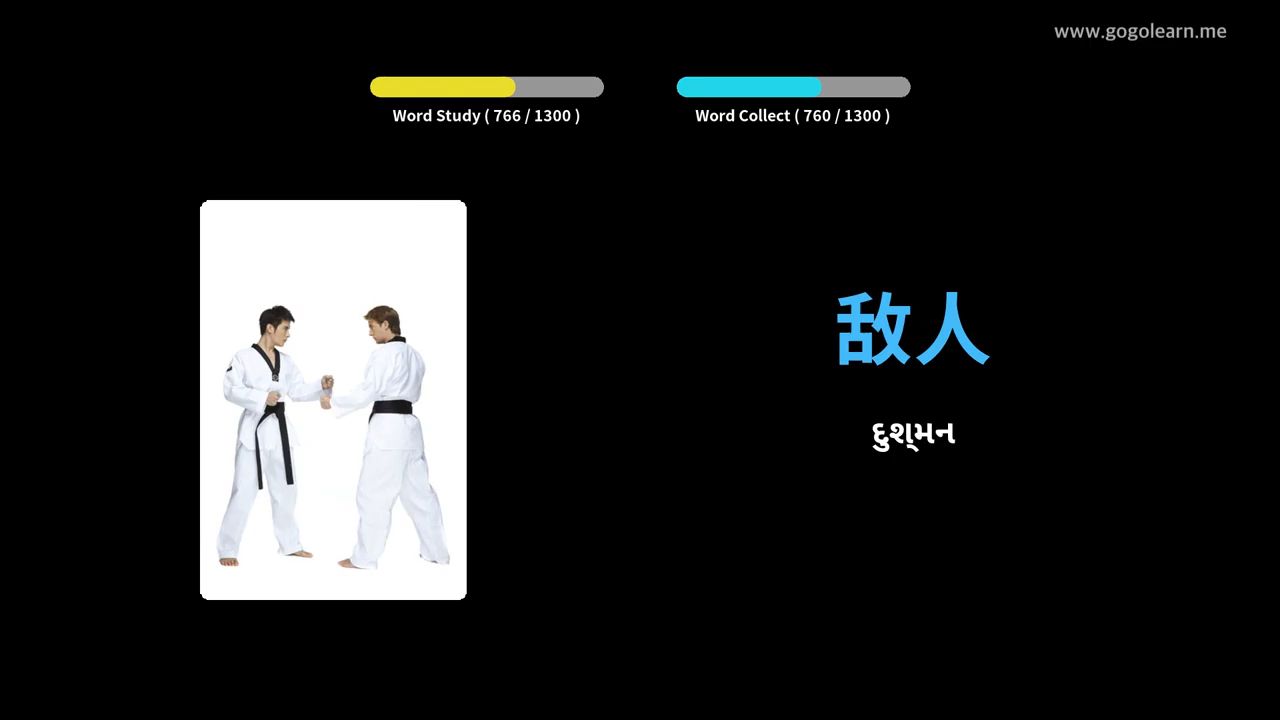 www.gogolearn.me
Word Study ( 766 / 1300 )
Word Collect ( 760 / 1300 )
敌人
દુશ્મન